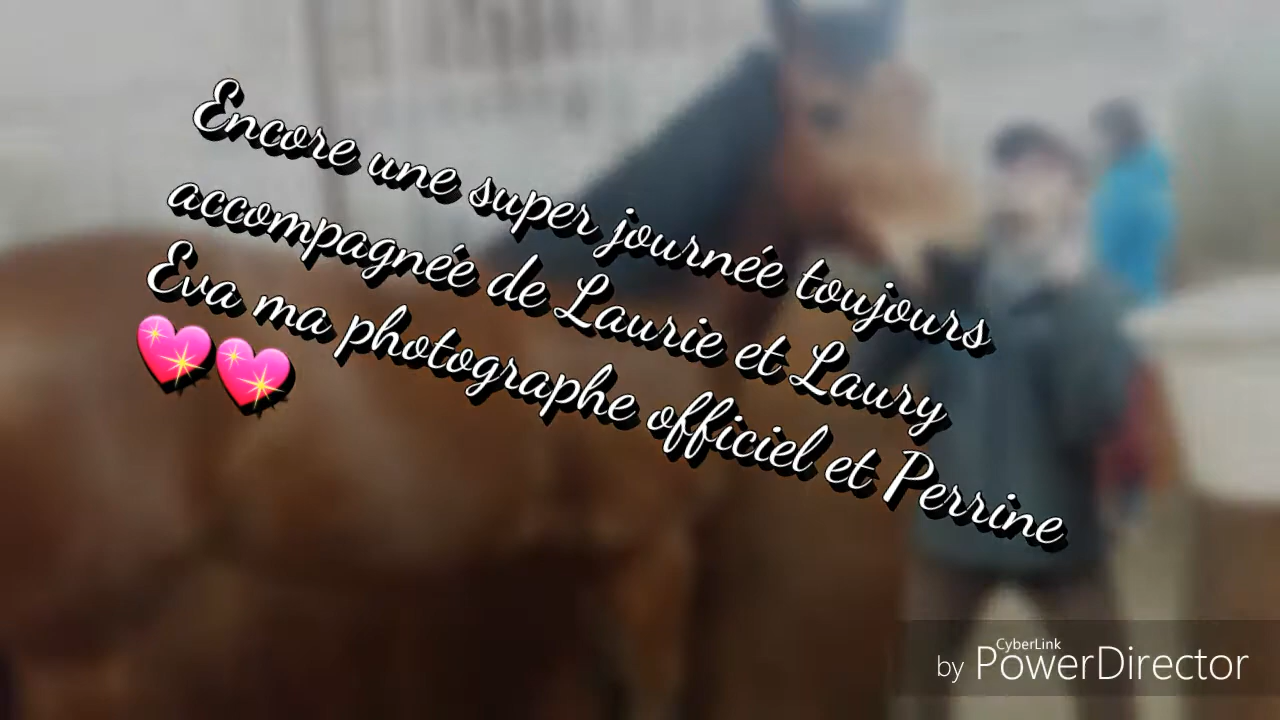 Encore une super journée toujours
accompagnée de Laurie et Laury
Eva ma photographe officiel et Perrine
💖💖
CyberLink
by PowerDirector